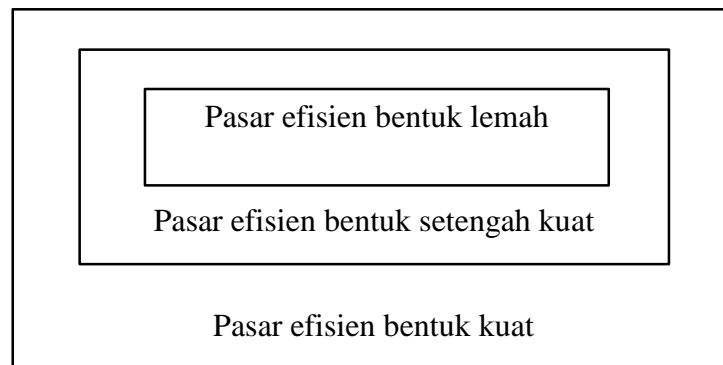 Pasar efisien bentuk lemah
Pasar efisien bentuk setengah kuat
Pasar efisien bentuk kuat